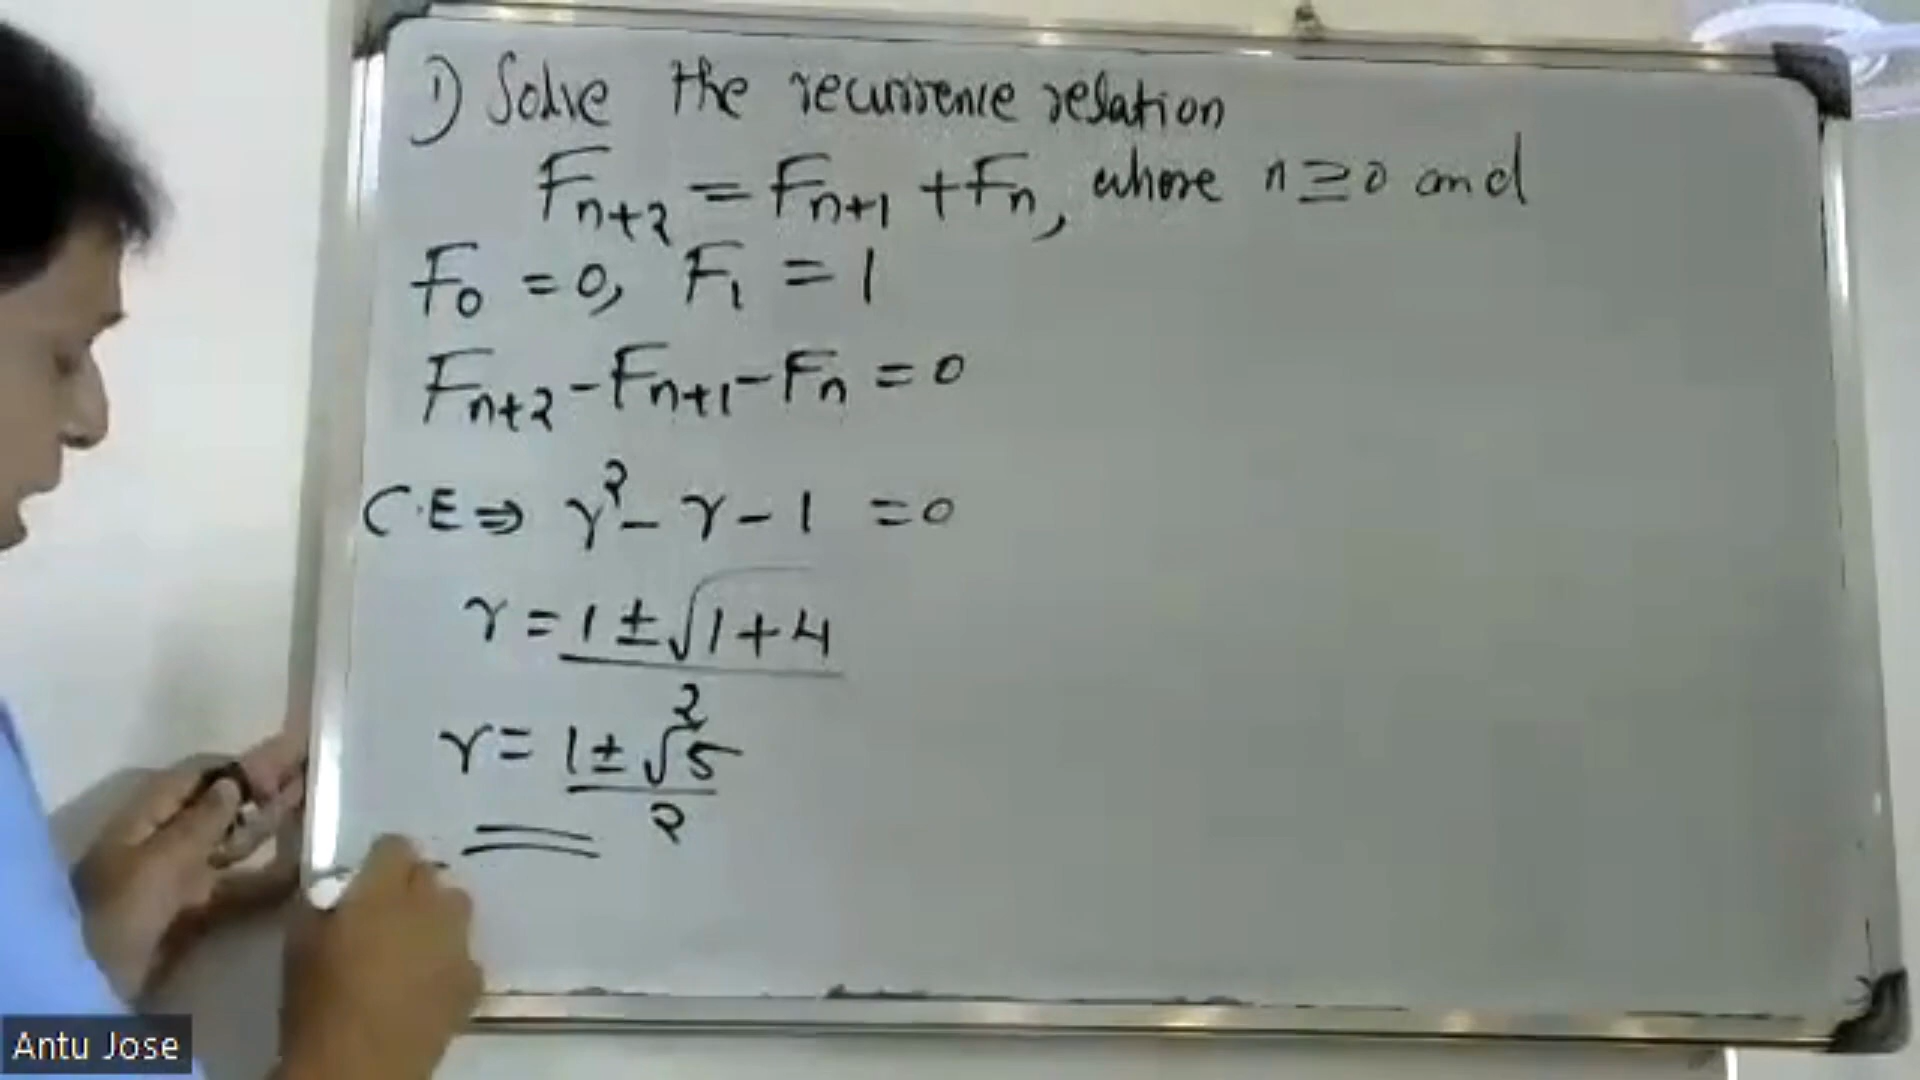 1) Solve the recurrence relation
Fn+2 = Fn+1 + Fn, where n ≥ 0 and
F0 = 0, F1 = 1
Fn+2 - Fn+1 - Fn = 0
C.E ⇒ r² - r - 1 = 0
r = 1 ± √1+4 / 2
r = 1 ± √5 / 2
Antu Jose